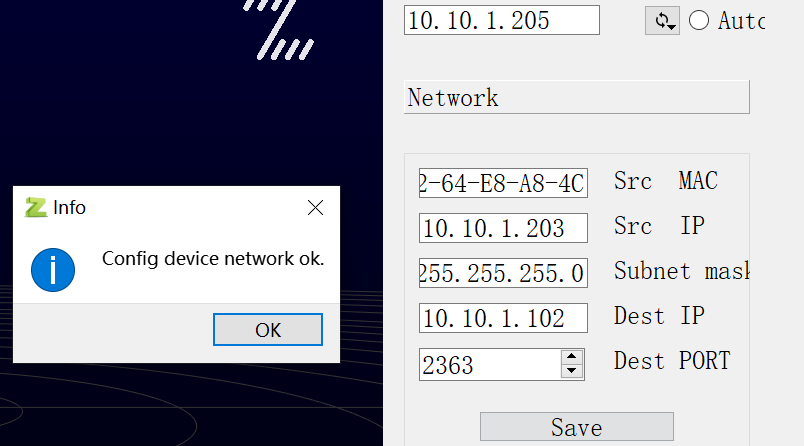 10.10.1.205
Auto
Network
2-64-E8-A8-4C Src MAC
10.10.1.203 Src IP
255.255.255.0 Subnet mask
10.10.1.102 Dest IP
2363 Dest PORT
Save
Info
Config device network ok.
OK